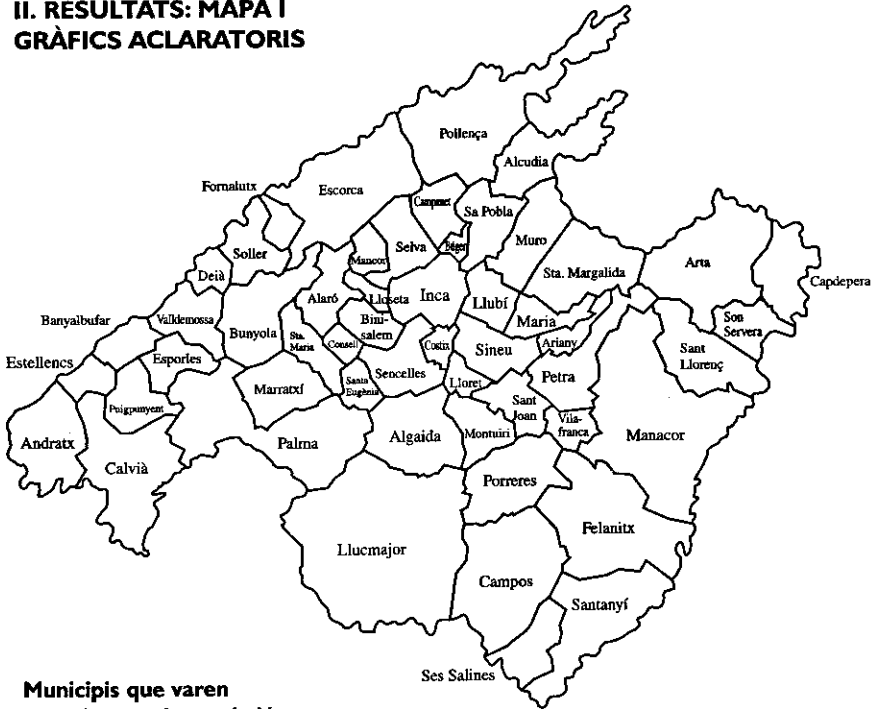 II. RESULTATS: MAPA I
GRÀFICS ACLARATORIS
Pollença
Alcudia
Fornalutx
Escorca
Campanet
Sa Pobla
Búger
Muro
Soller
Mancor
Selva
Sta. Margalida
Arta
Capdepera
Deià
Alaró
Lloseta
Inca
Llubí
Banyalbufar
Valldemossa
Bunyola
Bini-
salem
Maria
Son
Servera
Estellencs
Esporles
Sta.
Maria
Consell
Costix
Sineu
Ariany
Sant
Llorenç
Marratxí
Santa
Eugènia
Sencelles
Lloret
Petra
Puigpunyent
Sant
Joan
Vila-
franca
Andratx
Calvià
Palma
Algaida
Montuiri
Manacor
Porreres
Felanitx
Llucmajor
Campos
Santanyí
Ses Salines
Municipis que varen